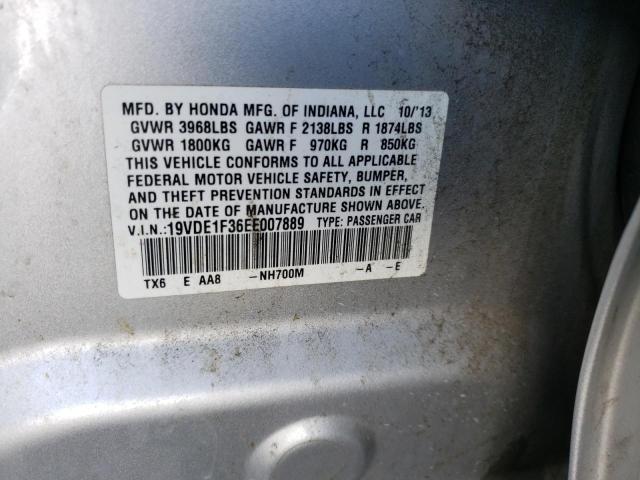 MFD. BY HONDA MFG. OF INDIANA, LLC 10/'13
GVWR 3968LBS GAWR F 2138LBS R 1874LBS
GVWR 1800KG GAWR F 970KG R 850KG
THIS VEHICLE CONFORMS TO ALL APPLICABLE
FEDERAL MOTOR VEHICLE SAFETY, BUMPER,
AND THEFT PREVENTION STANDARDS IN EFFECT
ON THE DATE OF MANUFACTURE SHOWN ABOVE.
V.I.N.:19VDE1F36EE007889 TYPE: PASSENGER CAR
TX6 E AA8 -NH700M -A -E